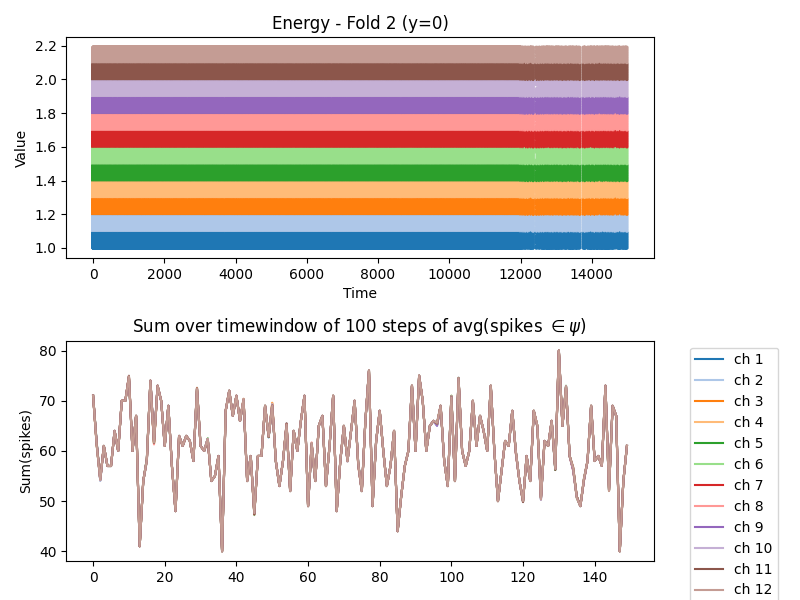 Energy - Fold 2 (y=0)
2.2
2.0
1.8
1.6
1.4
1.2
1.0
Value
0 2000 4000 6000 8000 10000 12000 14000
Time
Sum over timewindow of 100 steps of avg(spikes ∈ ψ)
80
70
60
50
40
Sum(spikes)
0 20 40 60 80 100 120 140
ch 1
ch 2
ch 3
ch 4
ch 5
ch 6
ch 7
ch 8
ch 9
ch 10
ch 11
ch 12